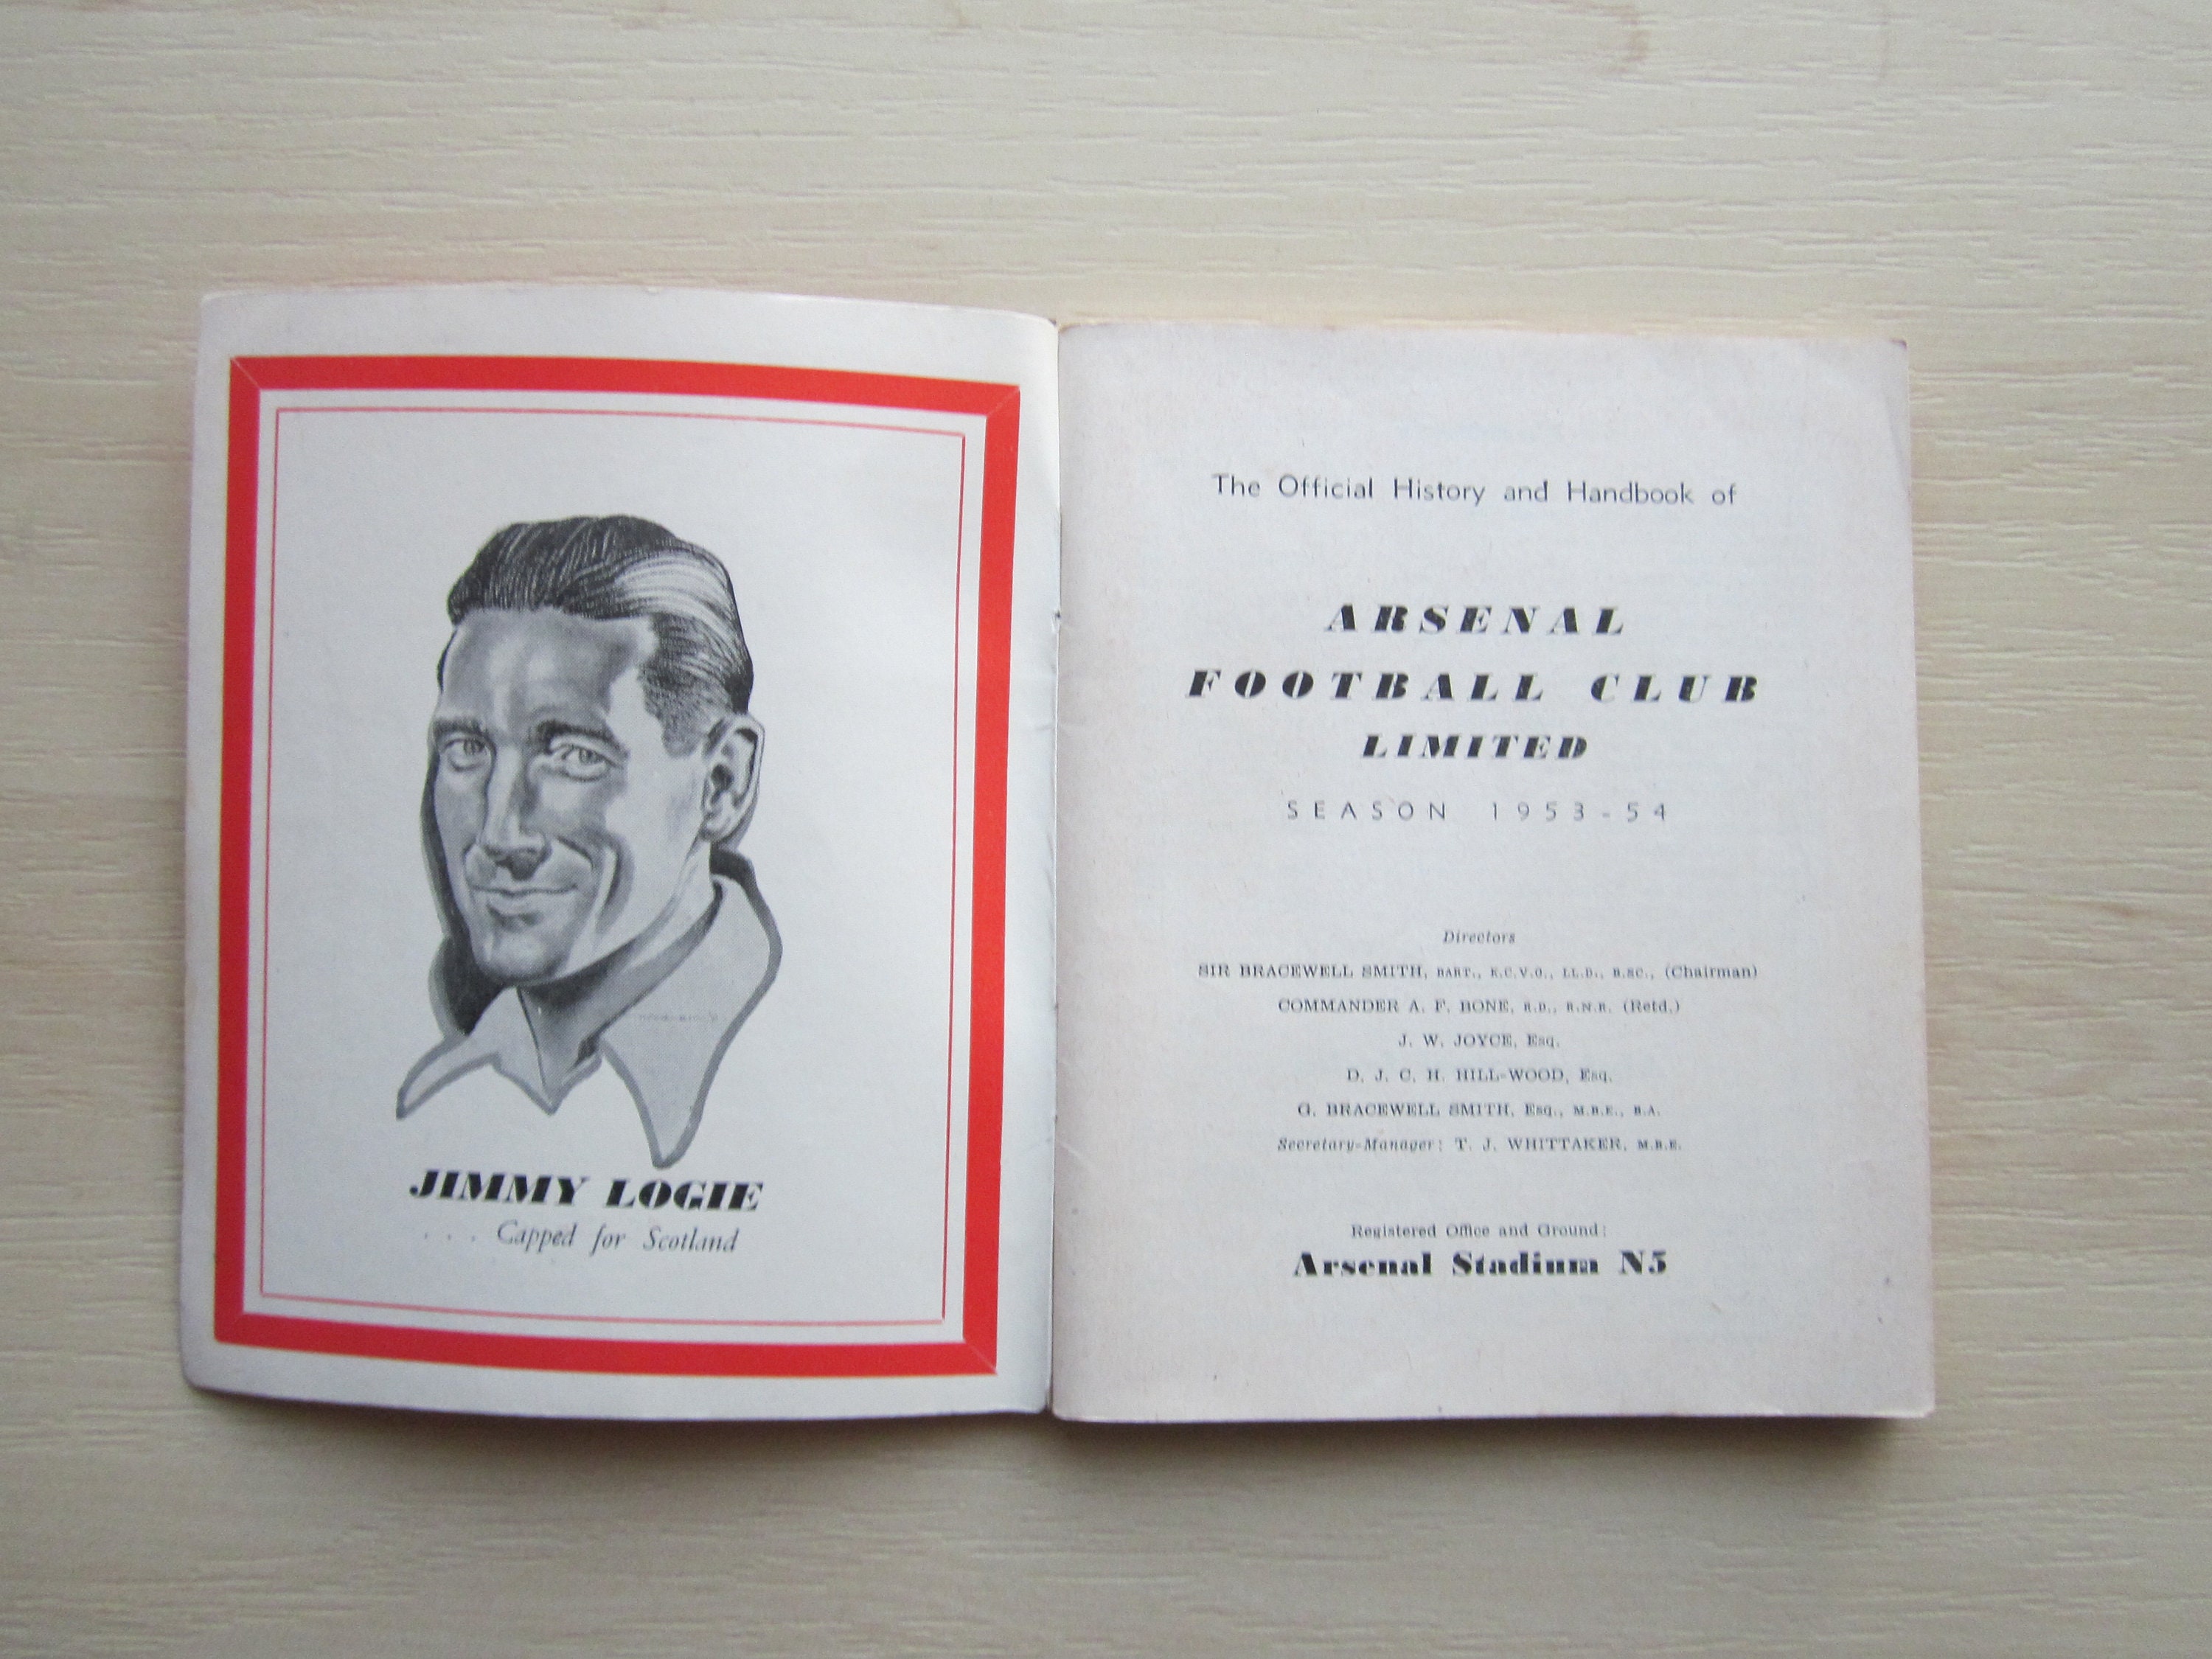 JIMMY LOGIE
. . . Capped for Scotland
The Official History and Handbook of
ARSENAL
FOOTBALL CLUB
LIMITED
SEASON 1953-54
Directors
SIR BRACEWELL SMITH, BART., K.C.V.O., LL.D., B.SC., (Chairman)
COMMANDER A. F. BONE, R.D., R.N.R. (Retd.)
J. W. JOYCE, Esq.
D. J. C. H. HILL-WOOD, Esq.
G. BRACEWELL SMITH, Esq., M.B.E., B.A.
Secretary-Manager: T. J. WHITTAKER, M.B.E.
Registered Office and Ground:
Arsenal Stadium N5